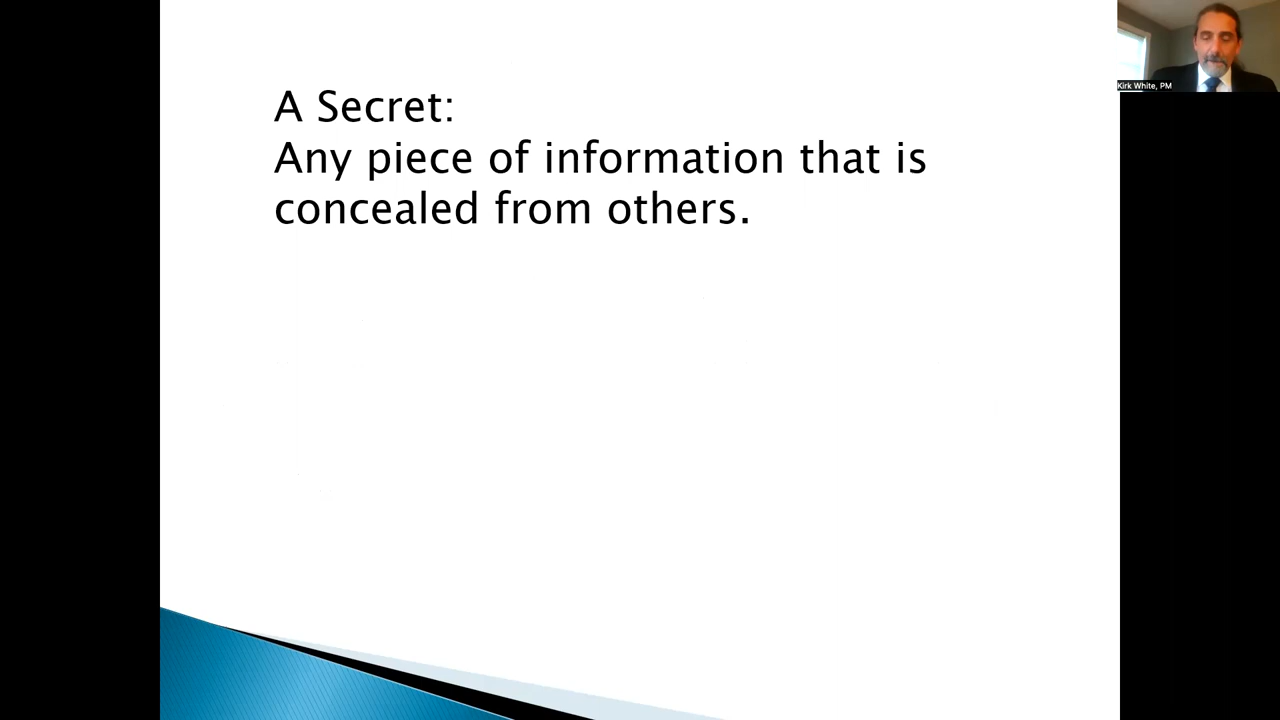 A Secret:
Any piece of information that is
concealed from others.
Kirk White, PM